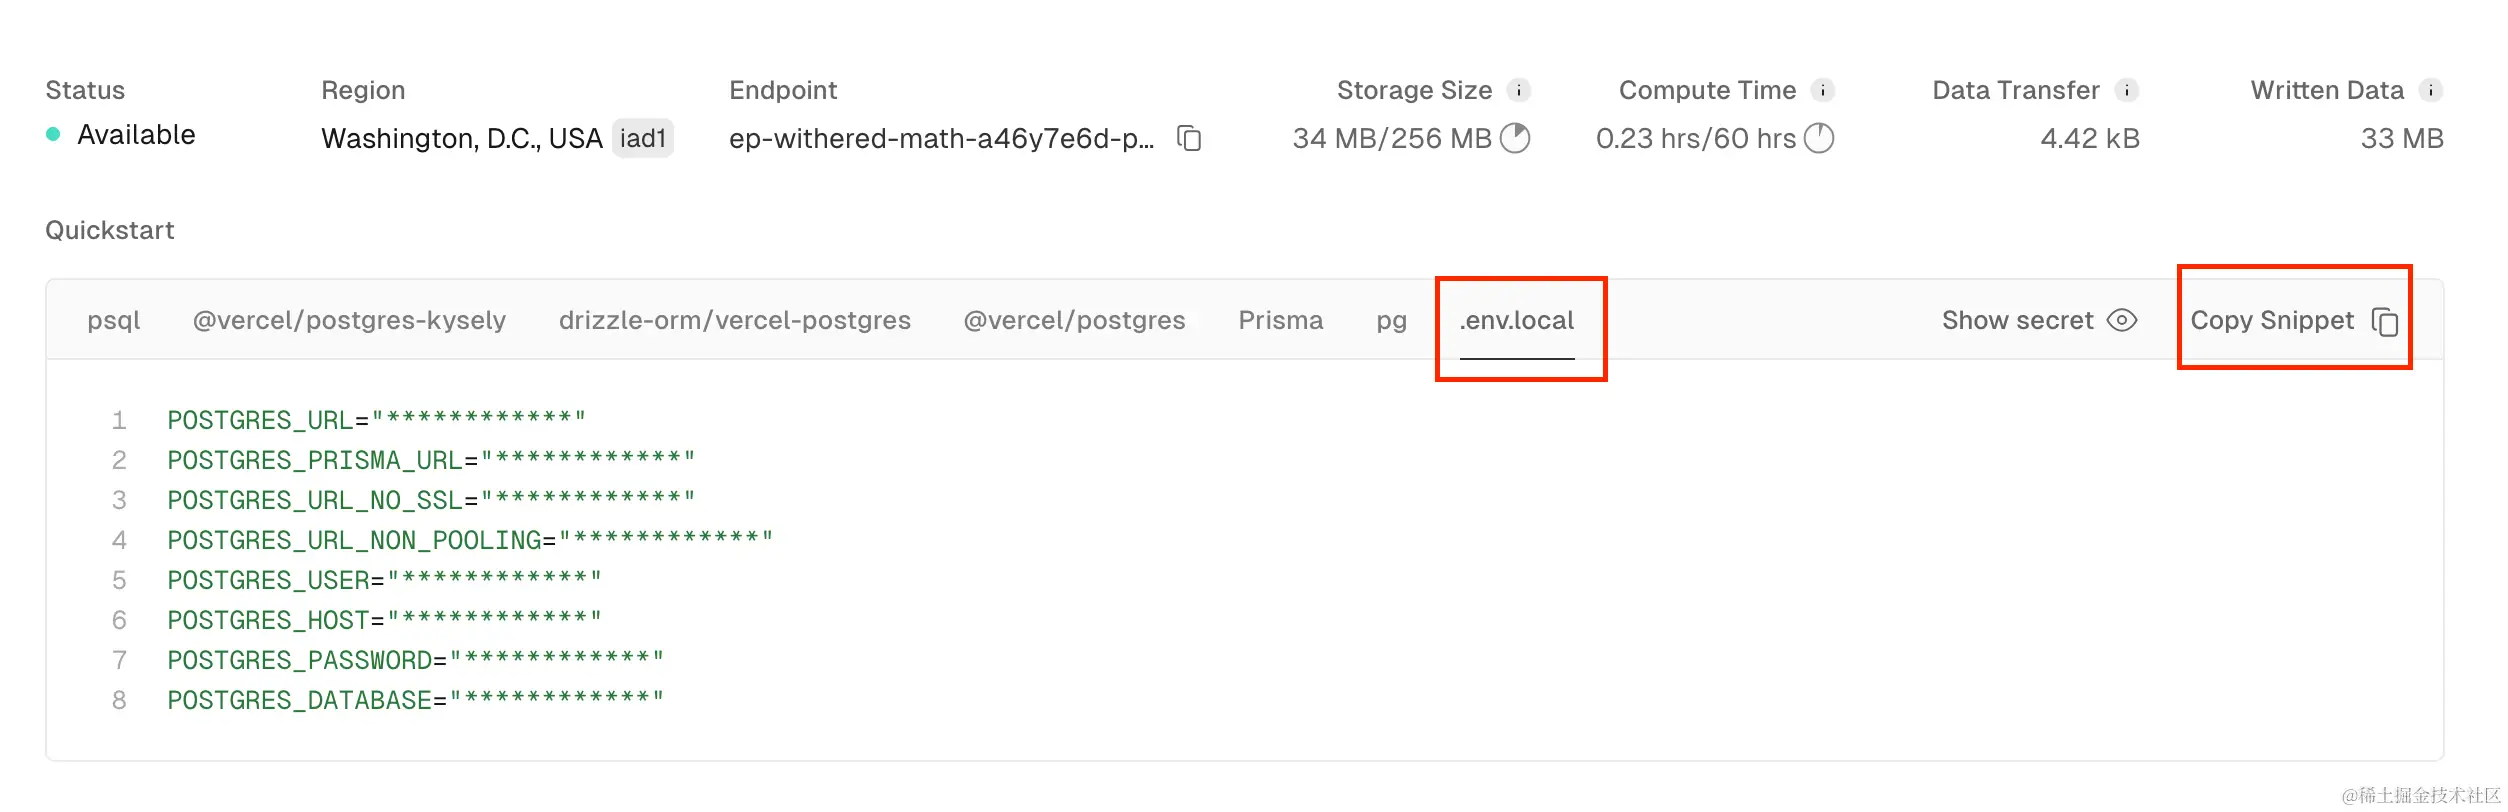 Status Region Endpoint Storage Size i Compute Time i Data Transfer i Written Data i
Available Washington, D.C., USA iad1 ep-withered-math-a46y7e6d-p... 34 MB/256 MB 0.23 hrs/60 hrs 4.42 kB 33 MB
Quickstart
psql @vercel/postgres-kysely drizzle-orm/vercel-postgres @vercel/postgres Prisma pg .env.local Show secret Copy Snippet
1 POSTGRES_URL="************"
2 POSTGRES_PRISMA_URL="************"
3 POSTGRES_URL_NO_SSL="************"
4 POSTGRES_URL_NON_POOLING="************"
5 POSTGRES_USER="************"
6 POSTGRES_HOST="************"
7 POSTGRES_PASSWORD="************"
8 POSTGRES_DATABASE="************"
@稀土掘金技术社区